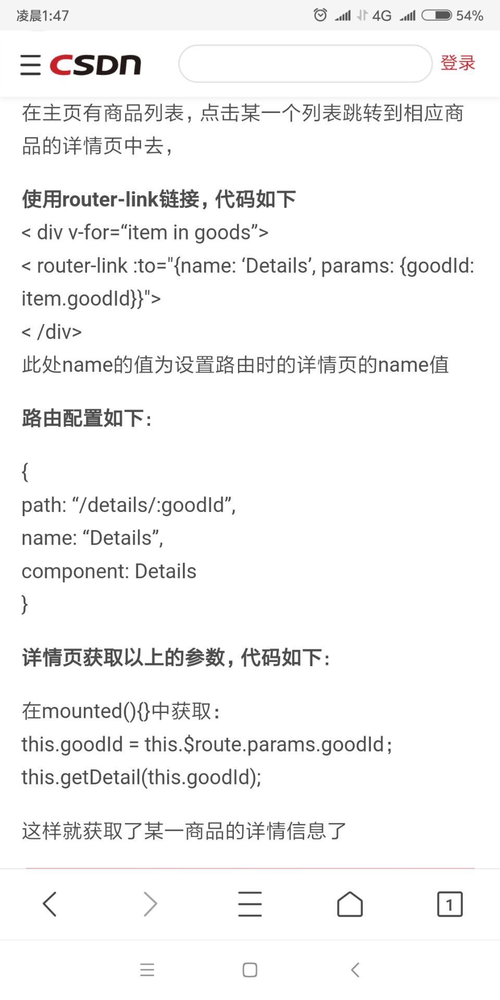 凌晨1:47 4G 54%
CSDN 登录
在主页有商品列表，点击某一个列表跳转到相应商
品的详情页中去，
使用router-link链接，代码如下
< div v-for=“item in goods”>
< router-link :to="{name: ‘Details’, params: {goodId:
item.goodId}}">
< /div>
此处name的值为设置路由时的详情页的name值
路由配置如下：
{
path: “/details/:goodId”,
name: “Details”,
component: Details
}
详情页获取以上的参数，代码如下：
在mounted(){}中获取：
this.goodId = this.$route.params.goodId；
this.getDetail(this.goodId);
这样就获取了某一商品的详情信息了
1